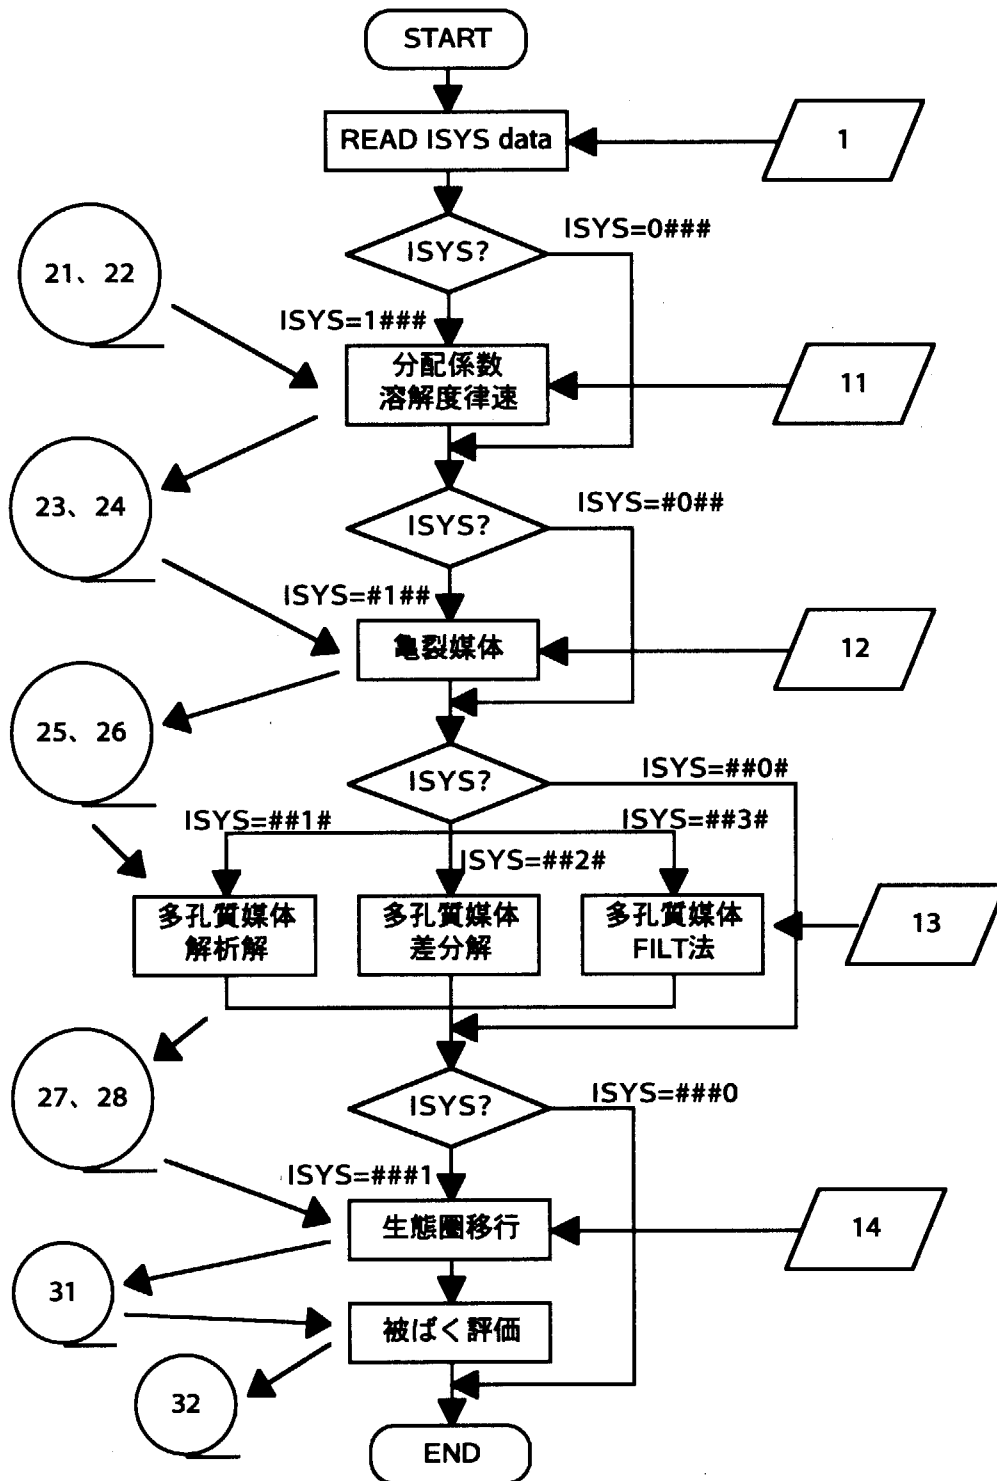 START
READ ISYS data
1
ISYS?
ISYS=0###
21、22
ISYS=1###
分配係数
溶解度律速
11
23、24
ISYS?
ISYS=#0##
ISYS=#1##
亀裂媒体
12
25、26
ISYS?
ISYS=##0#
ISYS=##1#
ISYS=##2#
ISYS=##3#
多孔質媒体
解析解
多孔質媒体
差分解
多孔質媒体
FILT法
13
27、28
ISYS?
ISYS=###0
ISYS=###1
生態圏移行
14
31
被ばく評価
32
END